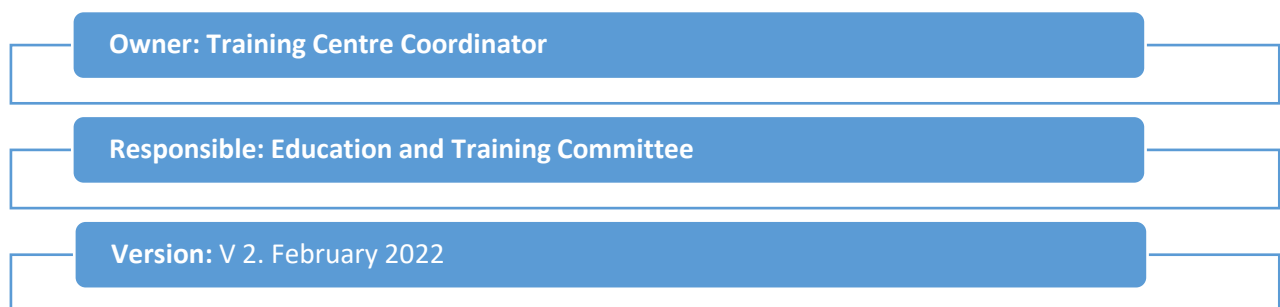 Owner: Training Centre Coordinator
Responsible: Education and Training Committee
Version: V 2. February 2022